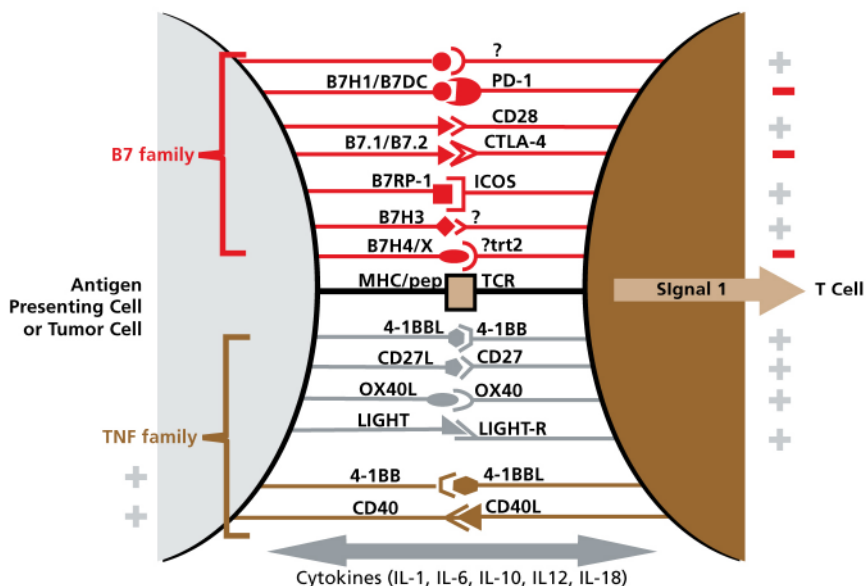 ?
B7H1/B7DC PD-1
CD28
B7.1/B7.2 CTLA-4
B7 family
B7RP-1 ICOS
B7H3 ?
B7H4/X ?trt2
MHC/pep TCR
Antigen
Presenting Cell
or Tumor Cell
SIgnal 1
T Cell
4-1BBL 4-1BB
CD27L CD27
OX40L OX40
LIGHT LIGHT-R
TNF family
4-1BB 4-1BBL
CD40 CD40L
Cytokines (IL-1, IL-6, IL-10, IL12, IL-18)